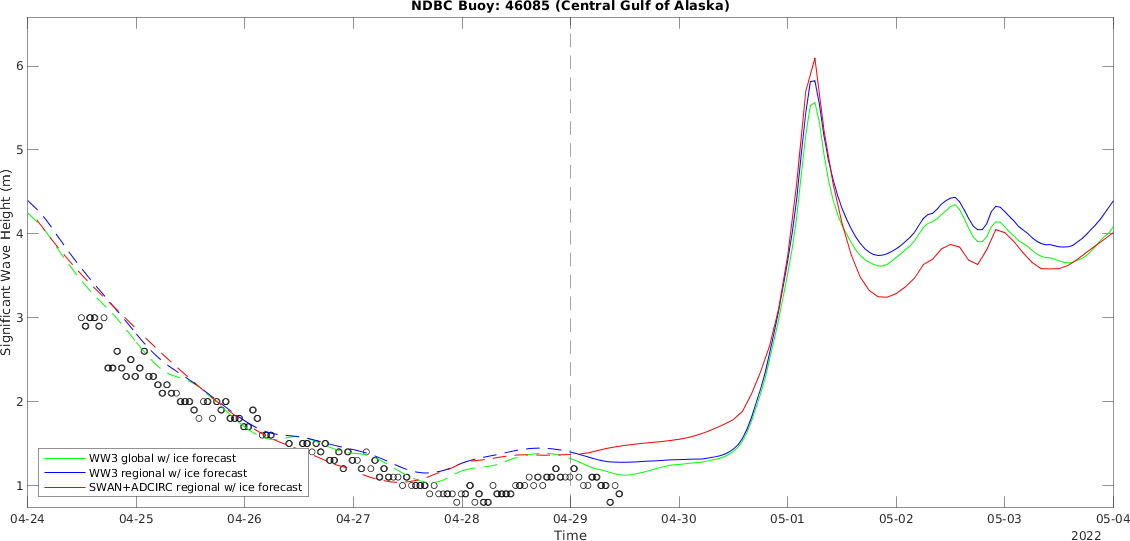 NDBC Buoy: 46085 (Central Gulf of Alaska)
Significant Wave Height (m)
6
5
4
3
2
1
WW3 global w/ ice forecast
WW3 regional w/ ice forecast
SWAN+ADCIRC regional w/ ice forecast
04-24 04-25 04-26 04-27 04-28 04-29 04-30 05-01 05-02 05-03 05-04
Time
2022